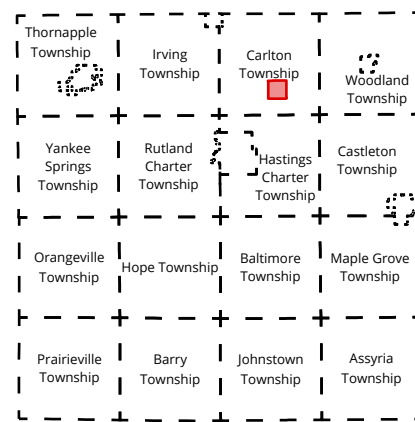 Thornapple
Township
Irving
Township
Carlton
Township
Woodland
Township
Yankee
Springs
Township
Rutland
Charter
Township
Hastings
Charter
Township
Castleton
Township
Orangeville
Township
Hope Township
Baltimore
Township
Maple Grove
Township
Prairieville
Township
Barry
Township
Johnstown
Township
Assyria
Township